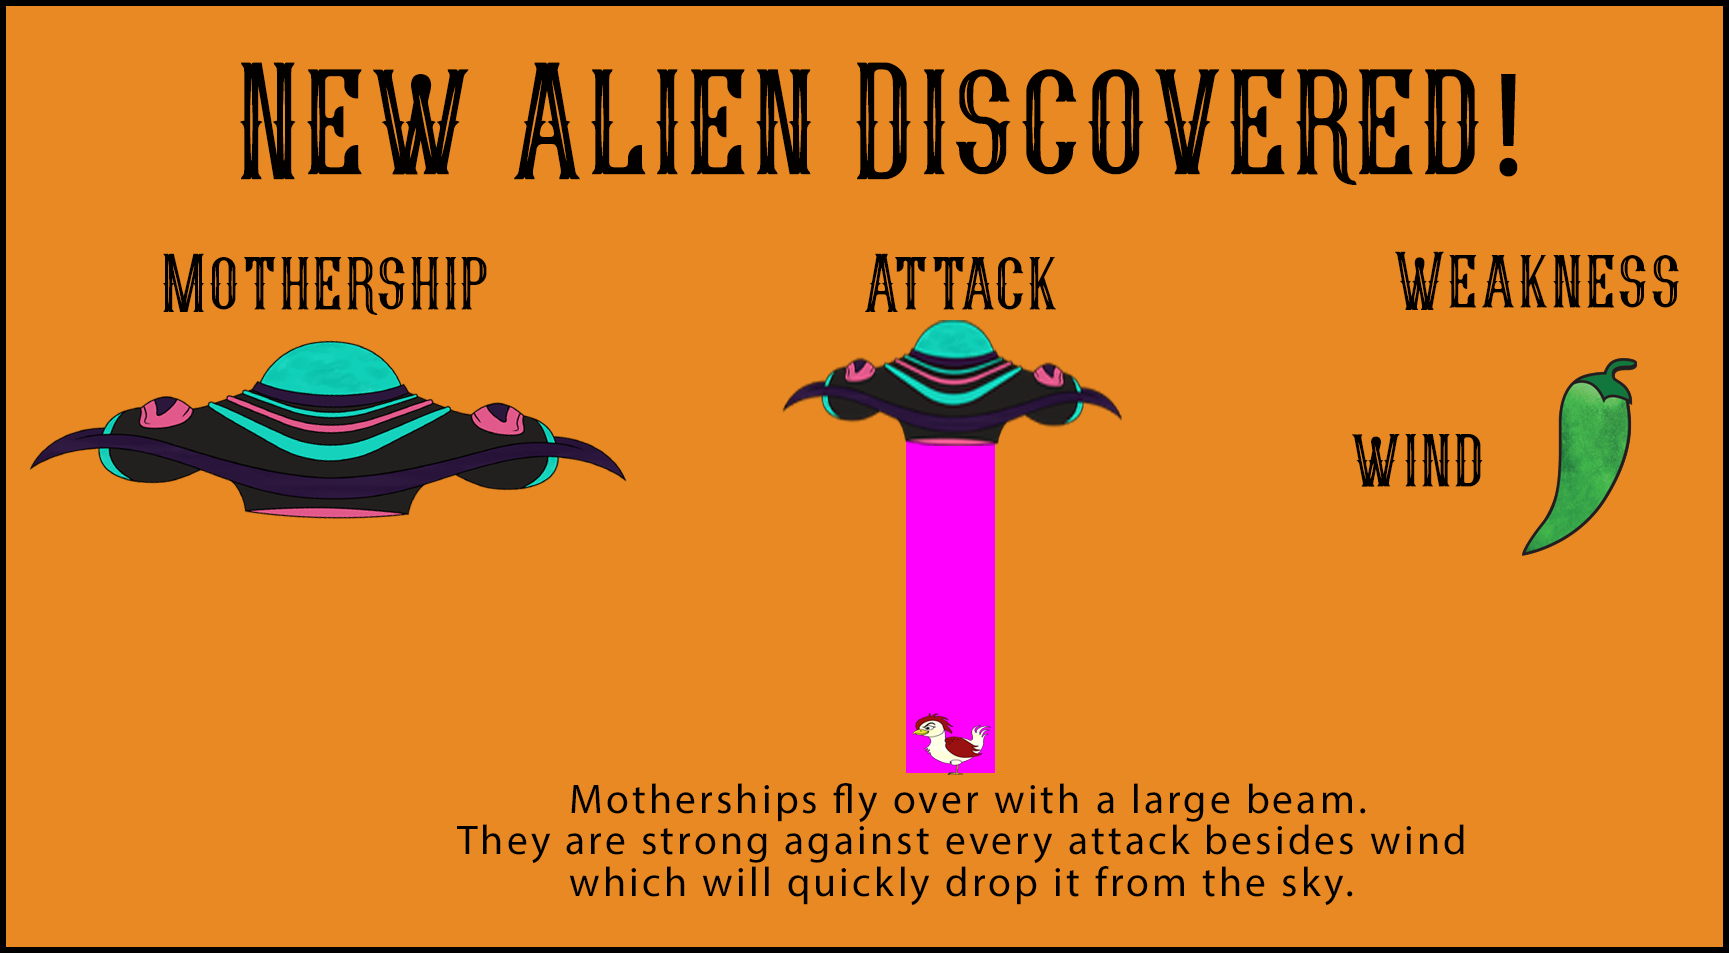 New Alien Discovered!
Mothership
Attack
Weakness
Wind
Motherships fly over with a large beam.
They are strong against every attack besides wind
which will quickly drop it from the sky.